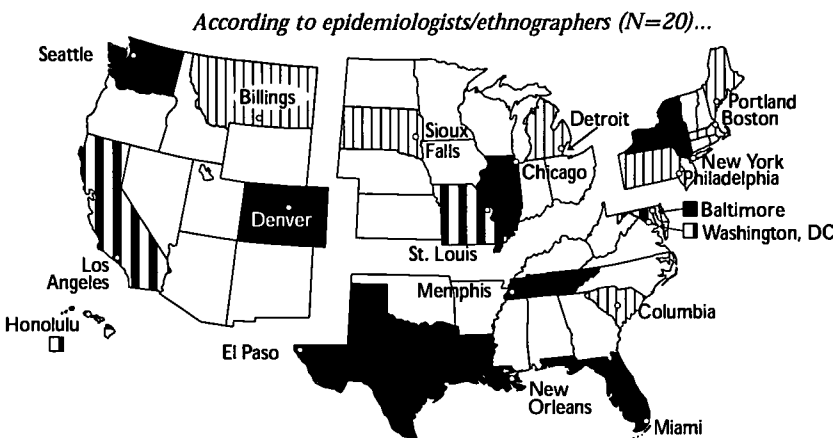 According to epidemiologists/ethnographers (N=20)...
Seattle
Billings
Sioux
Falls
Detroit
Portland
Boston
Chicago
New York
Philadelphia
Denver
Baltimore
Washington, DC
St. Louis
Los
Angeles
Memphis
Columbia
Honolulu
El Paso
New
Orleans
Miami